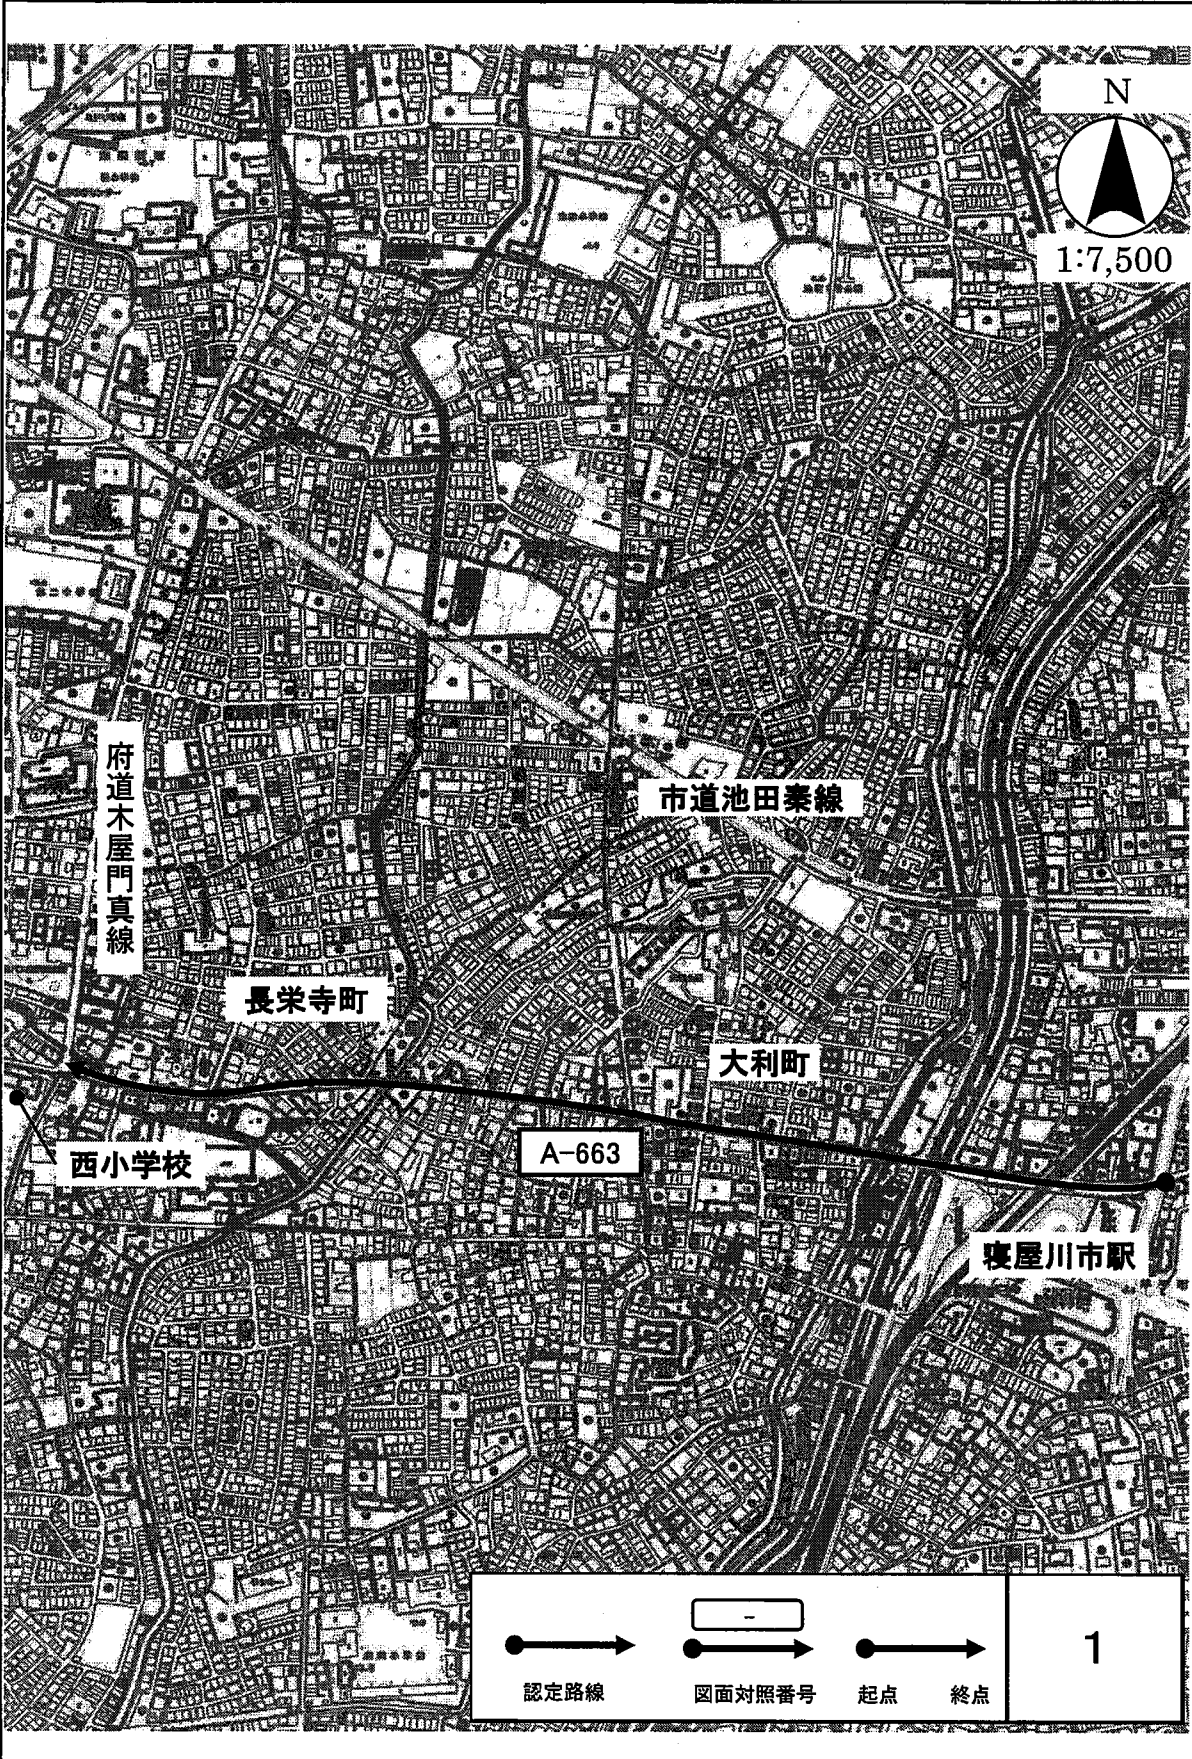 N
1:7,500
府道木屋門真線
市道池田秦線
長栄寺町
大利町
A-663
西小学校
寝屋川市駅
認定路線
図面対照番号
起点
終点
1